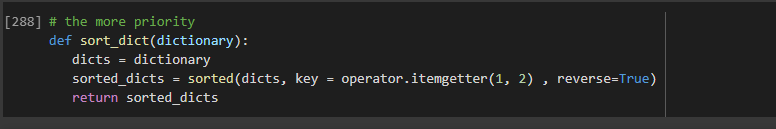 [288] # the more priority
def sort_dict(dictionary):
dicts = dictionary
sorted_dicts = sorted(dicts, key = operator.itemgetter(1, 2) , reverse=True)
return sorted_dicts